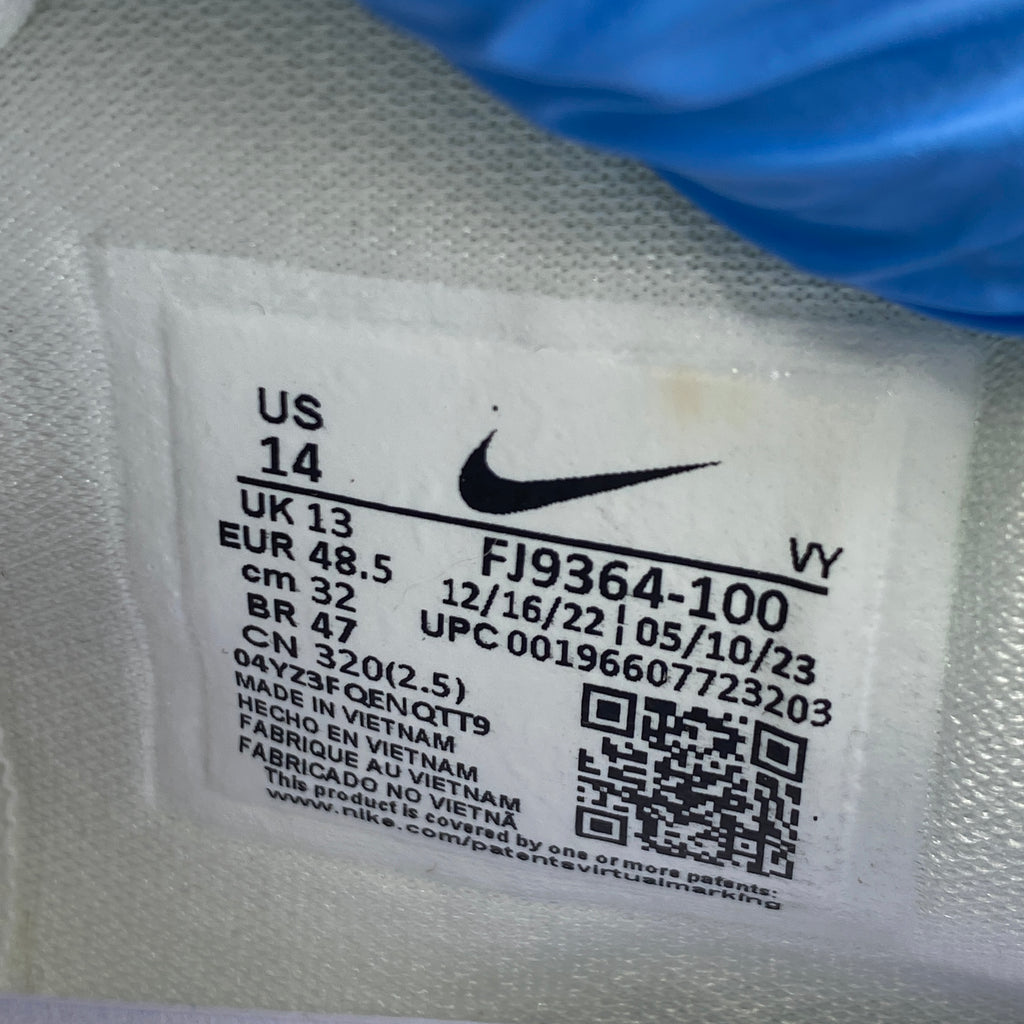 US
14
UK 13
EUR 48.5
cm 32
BR 47
CN 320(2.5)
04YZ3FQENQTT9
MADE IN VIETNAM
HECHO EN VIETNAM
FABRIQUE AU VIETNAM
FABRICADO NO VIETNÃ
This product is covered by one or more patents:
www.nike.com/patentsvirtualmarking
VY
FJ9364-100
12/16/22 | 05/10/23
UPC 00196607723203